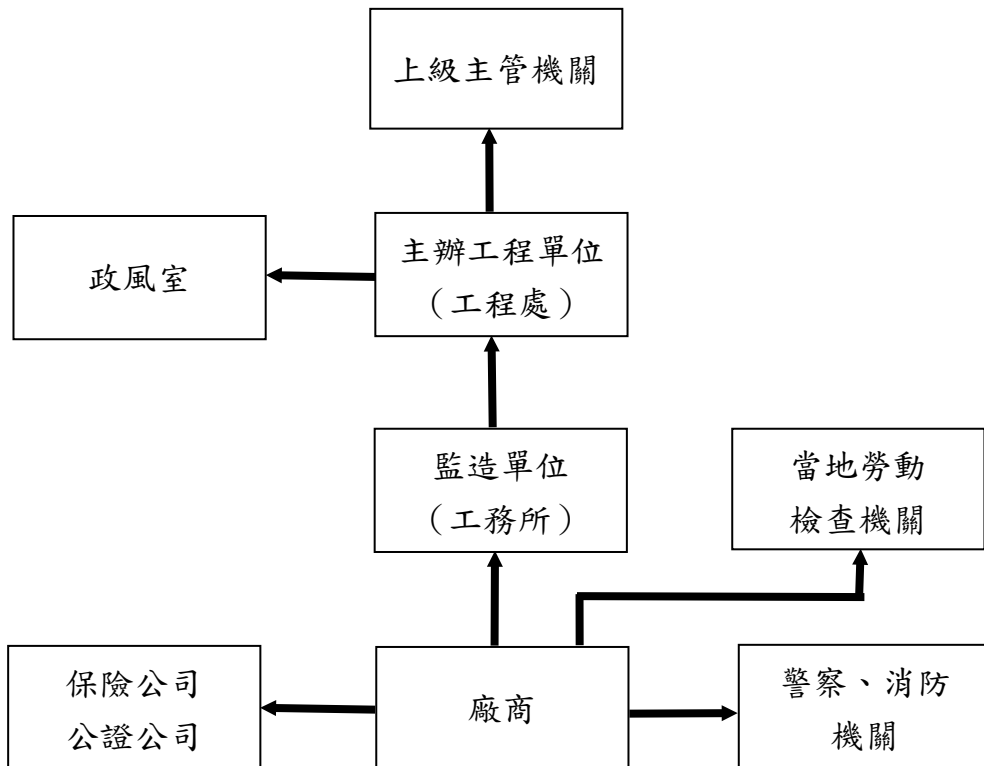 上級主管機關
政風室
主辦工程單位
（工程處）
監造單位
（工務所）
當地勞動
檢查機關
保險公司
公證公司
廠商
警察、消防
機關